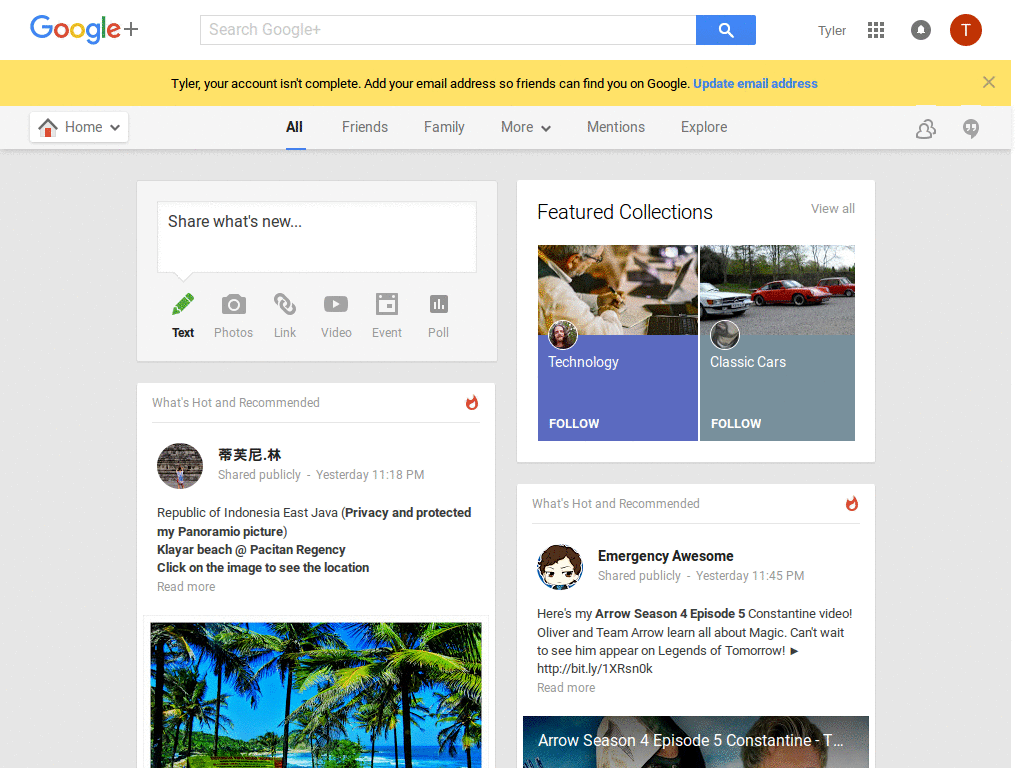 Google+
Search Google+
Tyler
T
Tyler, your account isn't complete. Add your email address so friends can find you on Google. Update email address
Home
All
Friends
Family
More
Mentions
Explore
Share what's new...
Text
Photos
Link
Video
Event
Poll
What's Hot and Recommended
蒂芙尼.林
Shared publicly - Yesterday 11:18 PM
Republic of Indonesia East Java (Privacy and protected
my Panoramio picture)
Klayar beach @ Pacitan Regency
Click on the image to see the location
Read more
Featured Collections
View all
Technology
FOLLOW
Classic Cars
FOLLOW
What's Hot and Recommended
Emergency Awesome
Shared publicly - Yesterday 11:45 PM
Here's my Arrow Season 4 Episode 5 Constantine video!
Oliver and Team Arrow learn all about Magic. Can't wait
to see him appear on Legends of Tomorrow! ►
http://bit.ly/1XRsn0k
Read more
Arrow Season 4 Episode 5 Constantine - T...